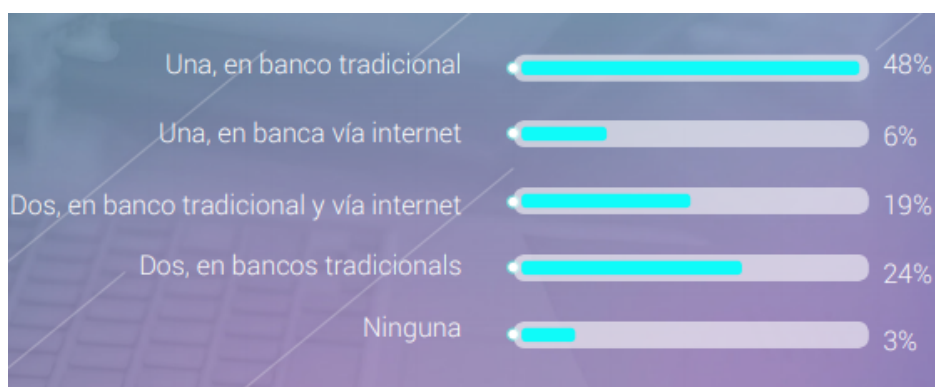 Una, en banco tradicional 48%
Una, en banca vía internet 6%
Dos, en banco tradicional y vía internet 19%
Dos, en bancos tradicionals 24%
Ninguna 3%